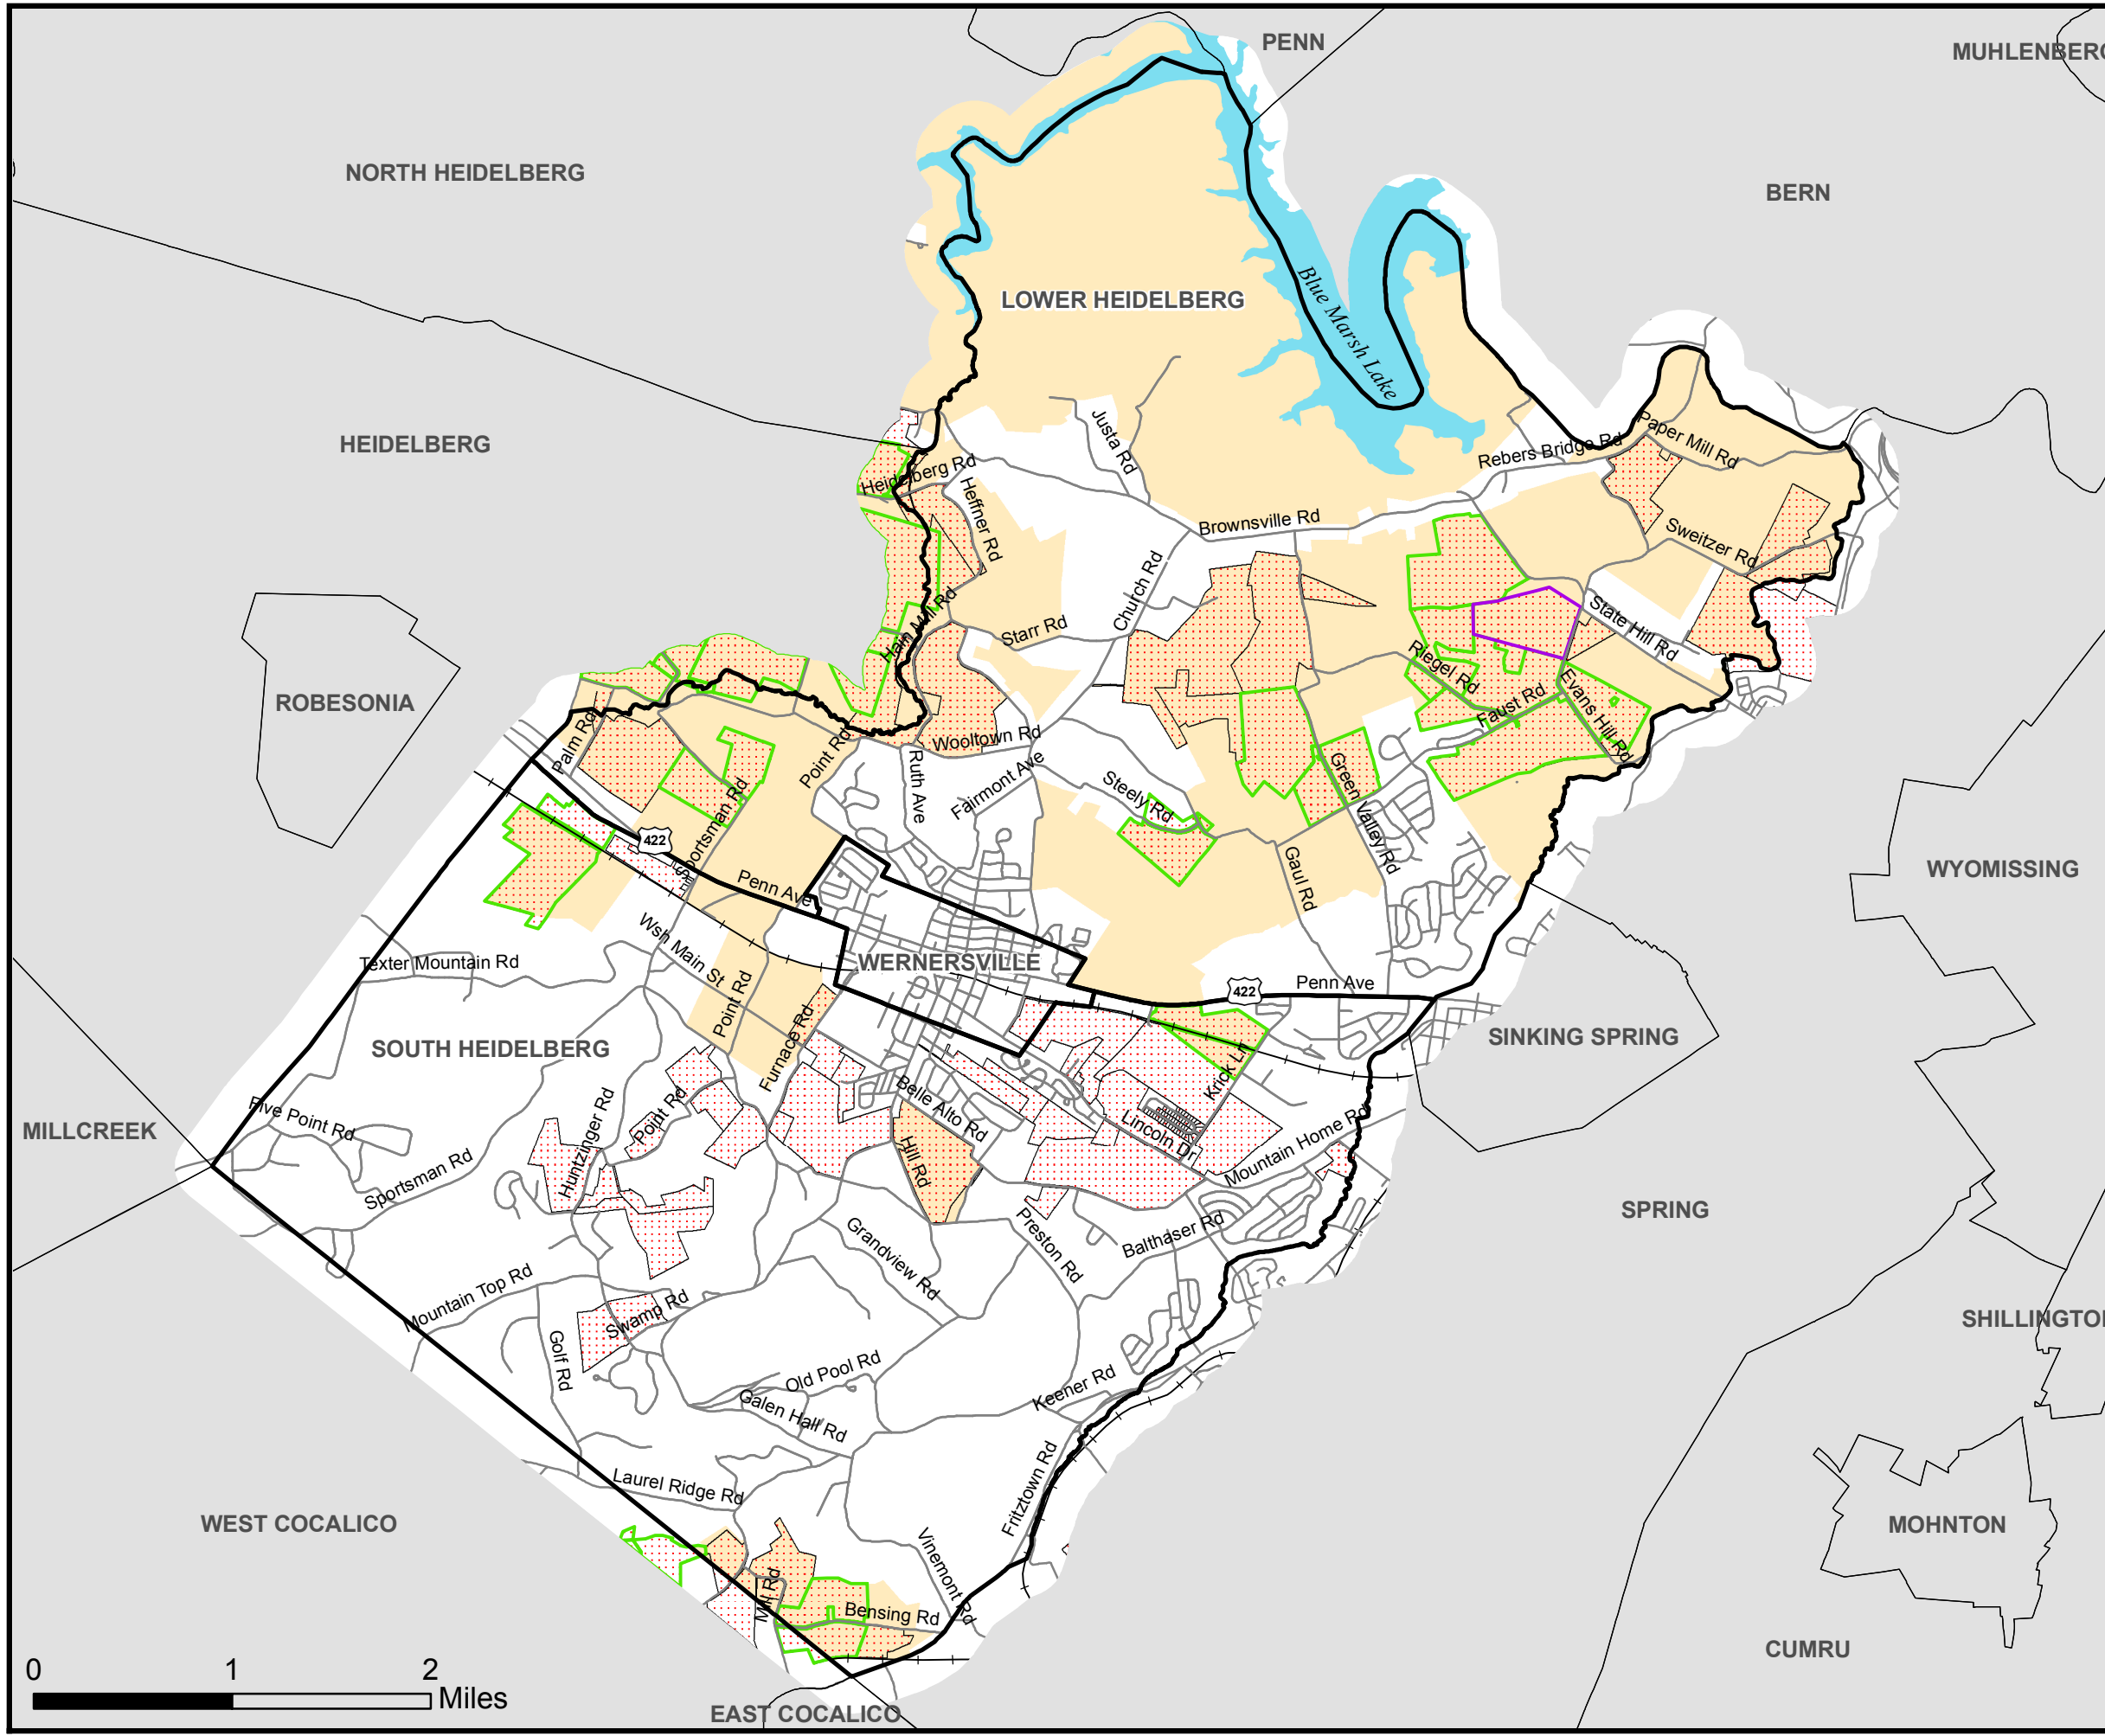 PENN
MUHLENBERG
NORTH HEIDELBERG
BERN
LOWER HEIDELBERG
Blue Marsh Lake
HEIDELBERG
Justa Rd
Rebers Bridge Rd
Paper Mill Rd
Heidelberg Rd
Heffner Rd
Brownsville Rd
Sweitzer Rd
Church Rd
Hain Mill Rd
Starr Rd
State Hill Rd
Riegel Rd
ROBESONIA
Faust Rd
Evans Hill Rd
Palm Rd
Point Rd
Wooltown Rd
Ruth Ave
Fairmont Ave
Steely Rd
Green Valley Rd
422
Sportsman Rd
Gaul Rd
WYOMISSING
Penn Ave
Wsh Main St
Texter Mountain Rd
WERNERSVILLE
422
Penn Ave
Point Rd
Furnace Rd
SINKING SPRING
SOUTH HEIDELBERG
Krick Ln
Five Point Rd
MILLCREEK
Huntzinger Rd
Point Rd
Belle Alto Rd
Lincoln Dr
Mountain Home Rd
Hill Rd
Sportsman Rd
SPRING
Grandview Rd
Preston Rd
Balthaser Rd
Mountain Top Rd
Swamp Rd
SHILLINGTON
Golf Rd
Old Pool Rd
Galen Hall Rd
Keener Rd
Laurel Ridge Rd
Fritztown Rd
WEST COCALICO
MOHNTON
Vinemont Rd
Mill Rd
Bensing Rd
CUMRU
0 1 2
Miles
EAST COCALICO